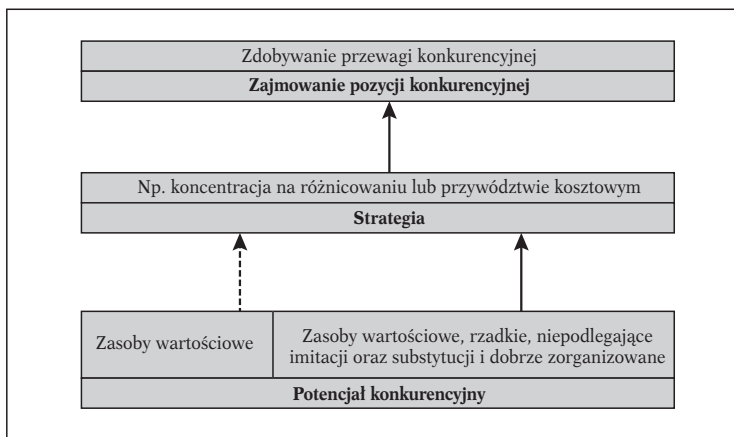 Zdobywanie przewagi konkurencyjnej
Zajmowanie pozycji konkurencyjnej
Np. koncentracja na różnicowaniu lub przywództwie kosztowym
Strategia
Zasoby wartościowe
Zasoby wartościowe, rzadkie, niepodlegające
imitacji oraz substytucji i dobrze zorganizowane
Potencjał konkurencyjny